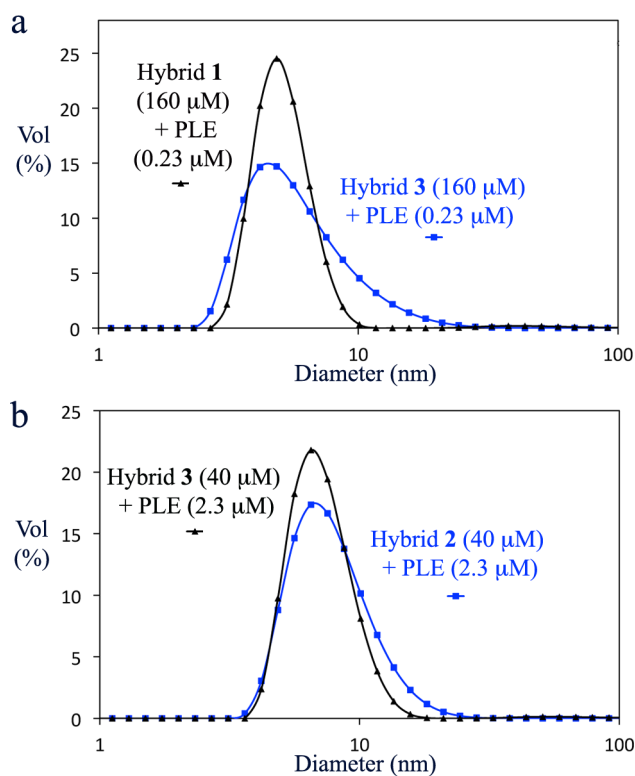 a
25
20
15
10
5
0
Vol
(%)
Hybrid 1
(160 μM)
+ PLE
(0.23 μM)
Hybrid 3 (160 μM)
+ PLE (0.23 μM)
1
10
100
Diameter (nm)
b
25
20
15
10
5
0
Vol
(%)
Hybrid 3 (40 μM)
+ PLE (2.3 μM)
Hybrid 2 (40 μM)
+ PLE (2.3 μM)
1
10
100
Diameter (nm)